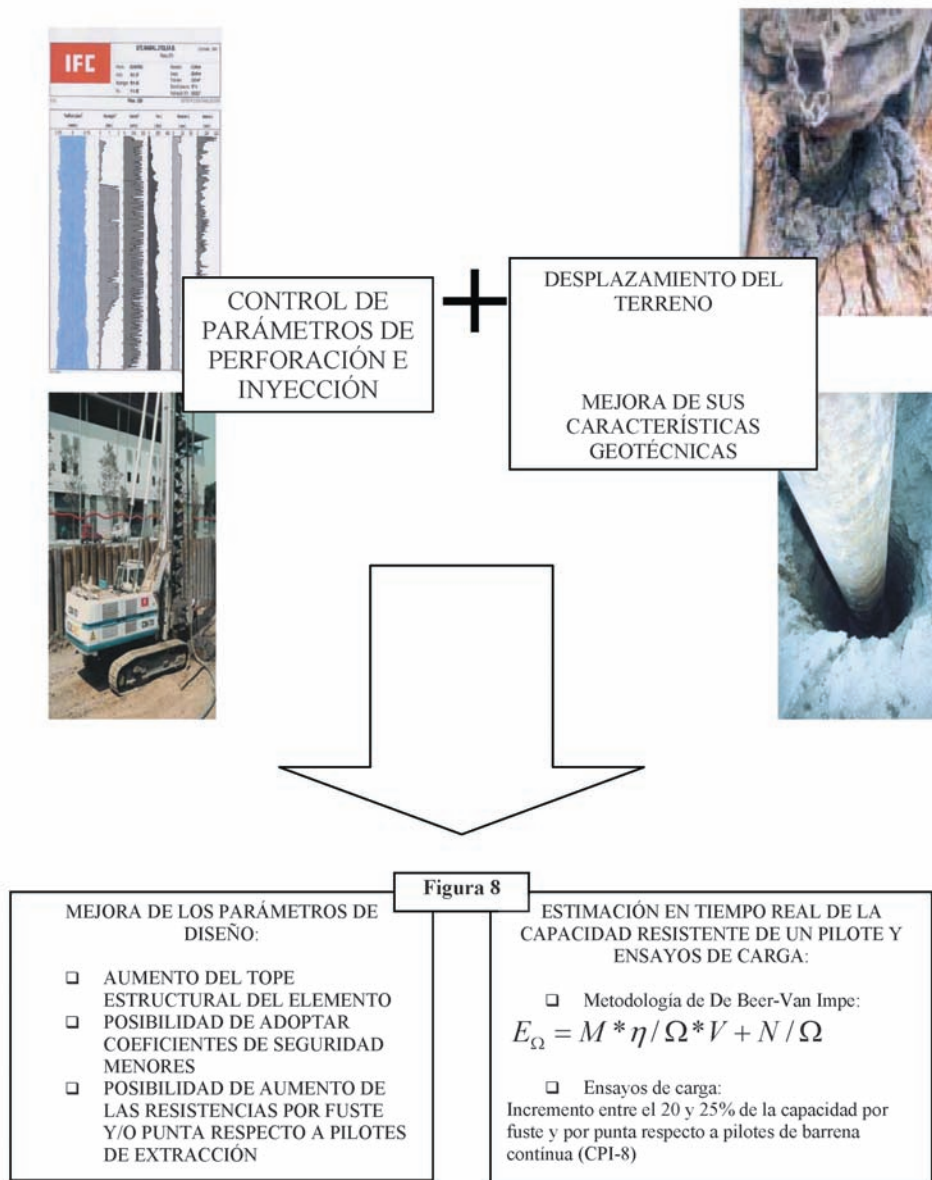 IFC
CONTROL DE
PARÁMETROS DE
PERFORACIÓN E
INYECCIÓN
+
DESPLAZAMIENTO DEL
TERRENO
MEJORA DE SUS
CARACTERÍSTICAS
GEOTÉCNICAS
Figura 8
MEJORA DE LOS PARÁMETROS DE
DISEÑO:
❑ AUMENTO DEL TOPE
ESTRUCTURAL DEL ELEMENTO
❑ POSIBILIDAD DE ADOPTAR
COEFICIENTES DE SEGURIDAD
MENORES
❑ POSIBILIDAD DE AUMENTO DE
LAS RESISTENCIAS POR FUSTE
Y/O PUNTA RESPECTO A PILOTES
DE EXTRACCIÓN
ESTIMACIÓN EN TIEMPO REAL DE LA
CAPACIDAD RESISTENTE DE UN PILOTE Y
ENSAYOS DE CARGA:
❑ Metodología de De Beer-Van Impe:
E_Ω = M * η / Ω * V + N / Ω
❑ Ensayos de carga:
Incremento entre el 20 y 25% de la capacidad por
fuste y por punta respecto a pilotes de barrena
contínua (CPI-8)